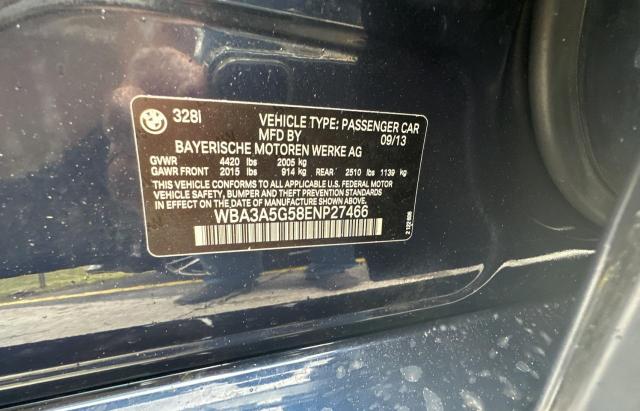 328i VEHICLE TYPE: PASSENGER CAR
MFD BY 09/13
BAYERISCHE MOTOREN WERKE AG
GVWR 4420 lbs 2005 kg
GAWR FRONT 2015 lbs 914 kg REAR 2510 lbs 1139 kg
THIS VEHICLE CONFORMS TO ALL APPLICABLE FEDERAL MOTOR
VEHICLE SAFETY, BUMPER AND THEFT PREVENTION STANDARDS
IN EFFECT ON THE DATE OF MANUFACTURE SHOWN ABOVE.
WBA3A5G58ENP27466